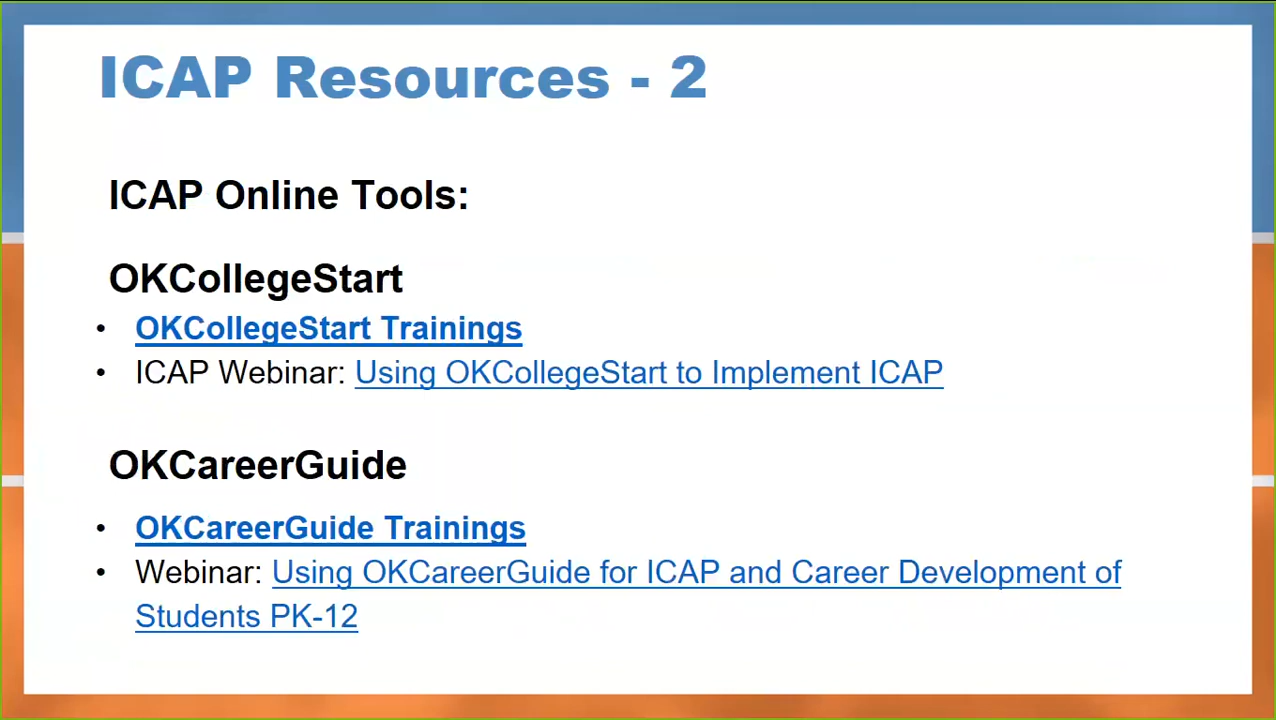 ICAP Resources - 2
ICAP Online Tools:
OKCollegeStart
• OKCollegeStart Trainings
• ICAP Webinar: Using OKCollegeStart to Implement ICAP
OKCareerGuide
• OKCareerGuide Trainings
• Webinar: Using OKCareerGuide for ICAP and Career Development of
Students PK-12